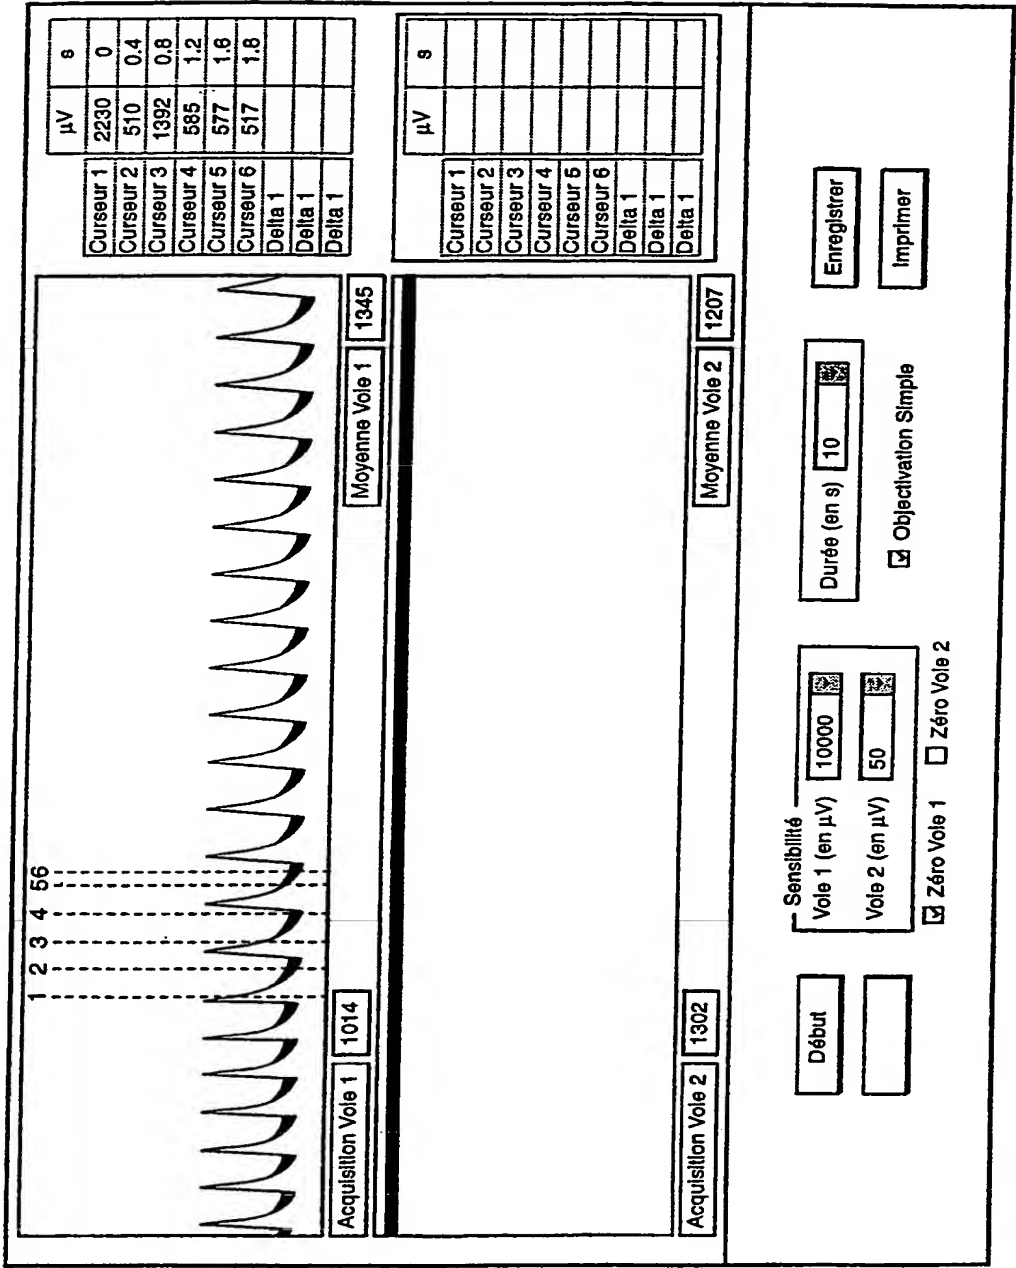 1 2 3 4 56
µV s
Curseur 1 2230 0
Curseur 2 510 0.4
Curseur 3 1392 0.8
Curseur 4 585 1.2
Curseur 5 577 1.6
Curseur 6 517 1.8
Delta 1
Delta 1
Delta 1
Acquisition Voie 1 1014 Moyenne Voie 1 1345
µV s
Curseur 1
Curseur 2
Curseur 3
Curseur 4
Curseur 5
Curseur 6
Delta 1
Delta 1
Delta 1
Acquisition Voie 2 1302 Moyenne Voie 2 1207
Début
Sensibilité
Voie 1 (en µV) 10000
Voie 2 (en µV) 50
Zéro Voie 1 Zéro Voie 2
Durée (en s) 10
Objectivation Simple
Enregistrer
Imprimer